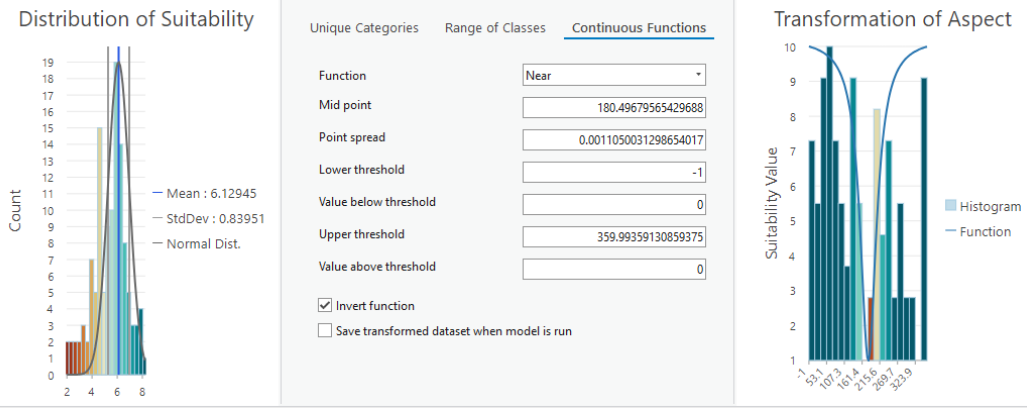 Distribution of Suitability
19
18
17
16
15
14
13
12
11
10
9
8
7
6
5
4
3
2
1
0
Count
2 4 6 8
Mean : 6.12945
StdDev : 0.83951
Normal Dist.
Unique Categories Range of Classes Continuous Functions
Function Near
Mid point 180.49679565429688
Point spread 0.0011050031298654017
Lower threshold -1
Value below threshold 0
Upper threshold 359.99359130859375
Value above threshold 0
Invert function
Save transformed dataset when model is run
Transformation of Aspect
10
9
8
7
6
5
4
3
2
1
Suitability Value
-1 53.1 107.3 161.4 215.6 269.7 323.9
Histogram
Function